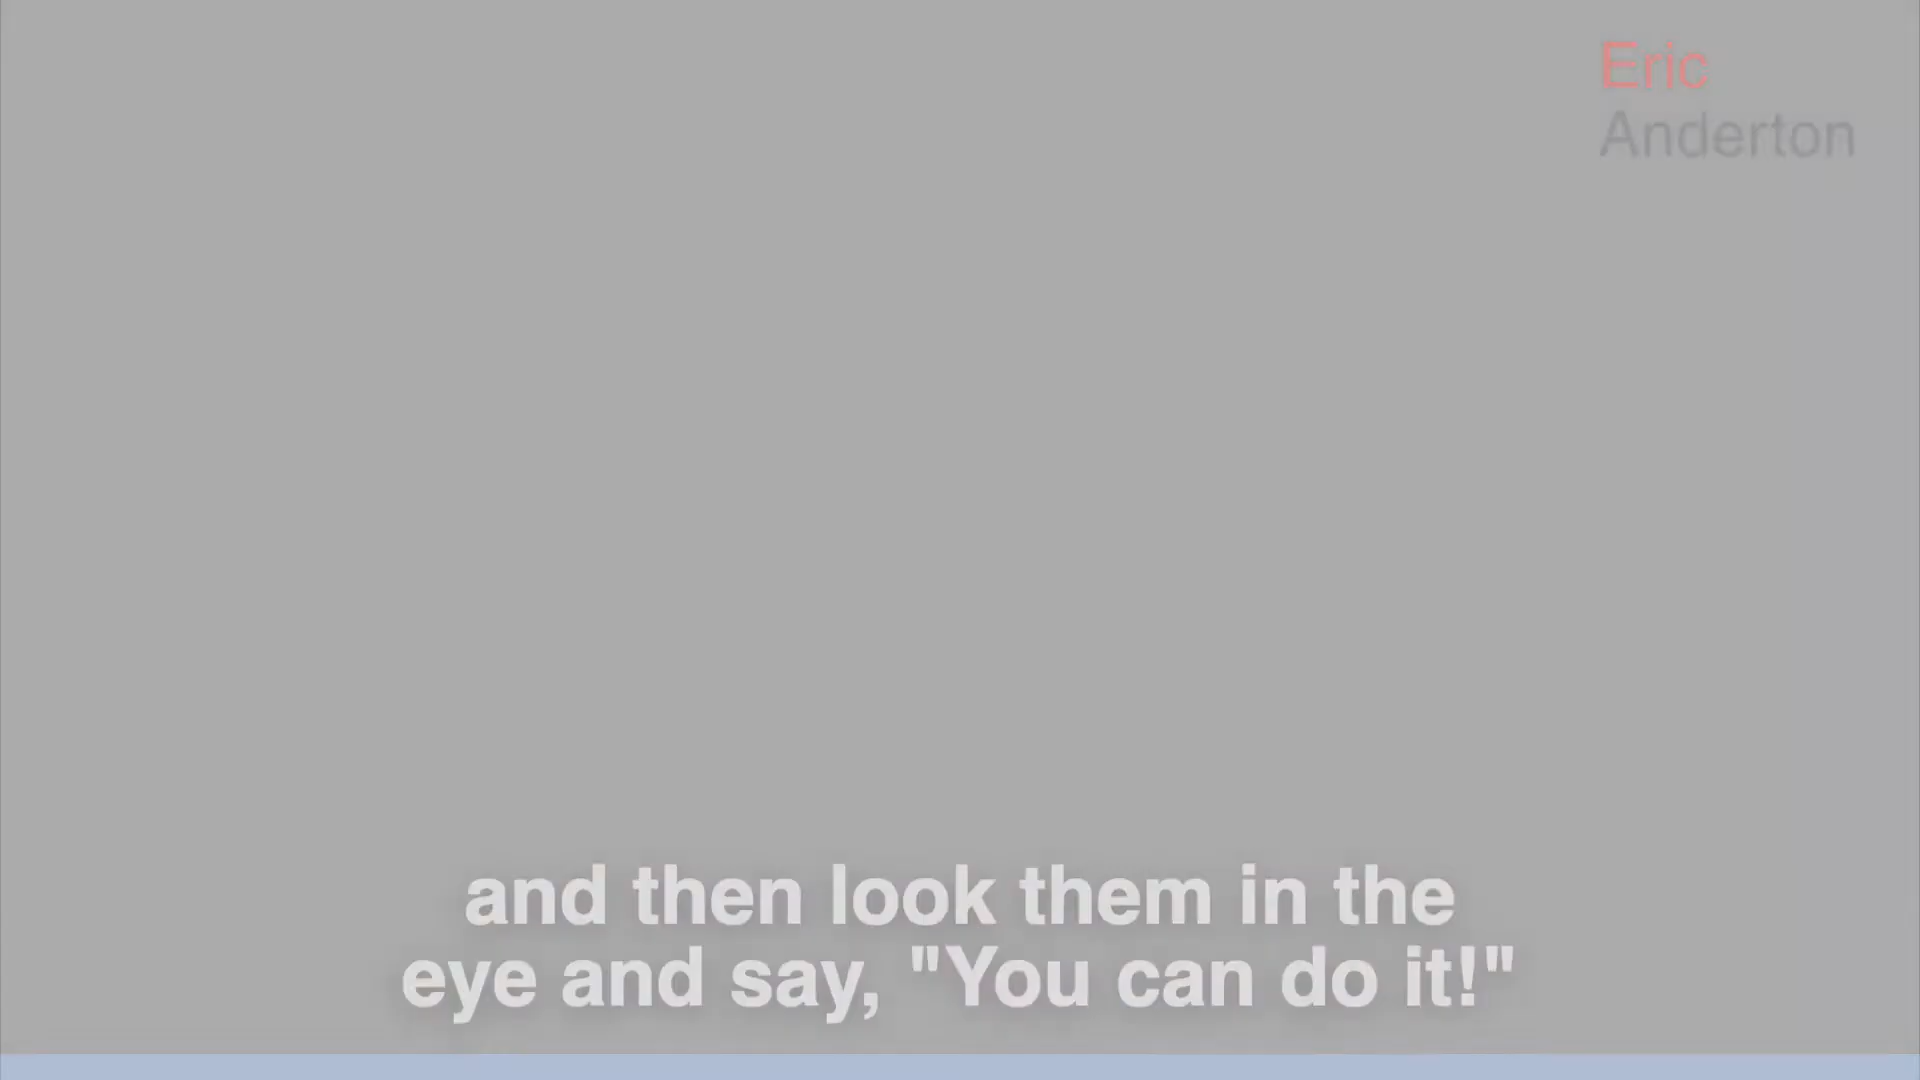 Eric
Anderton
and then look them in the
eye and say, "You can do it!"